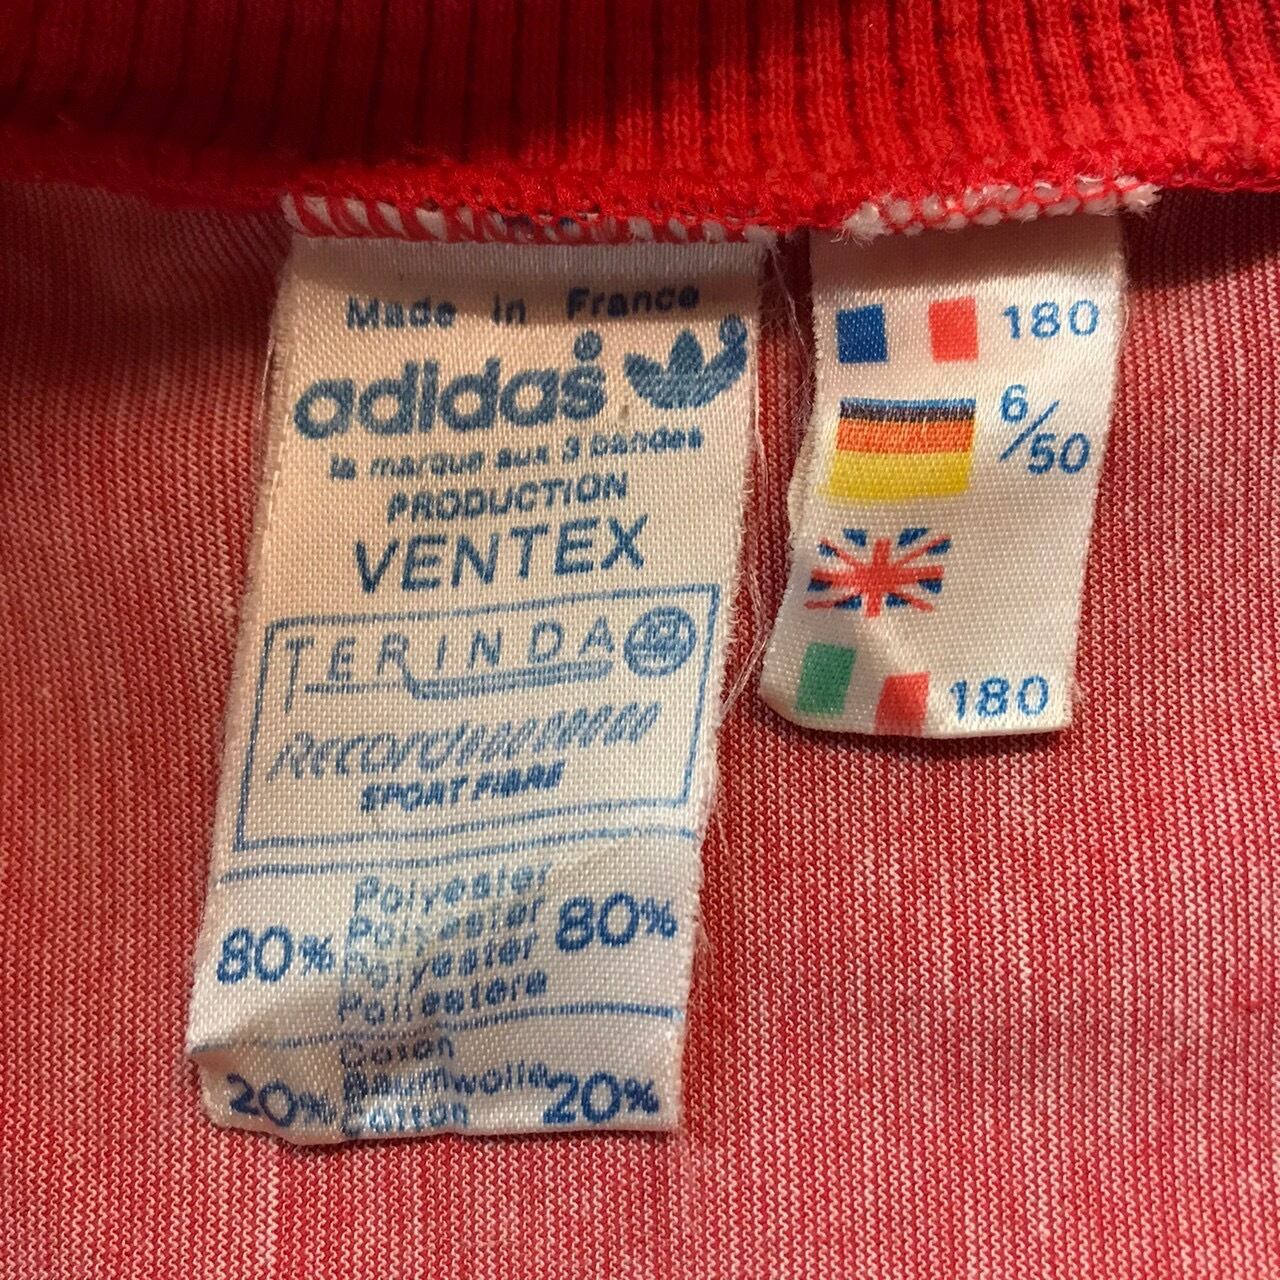 Made in France
adidas®
la marque aux 3 bandes
PRODUCTION
VENTEX
TERINDA
Record
SPORT FIBRE
Polyester
Polyester
80% 80%
Polyester
Poliestere
Coton
Baumwolle
20% 20%
Cotton
180
6/50
180